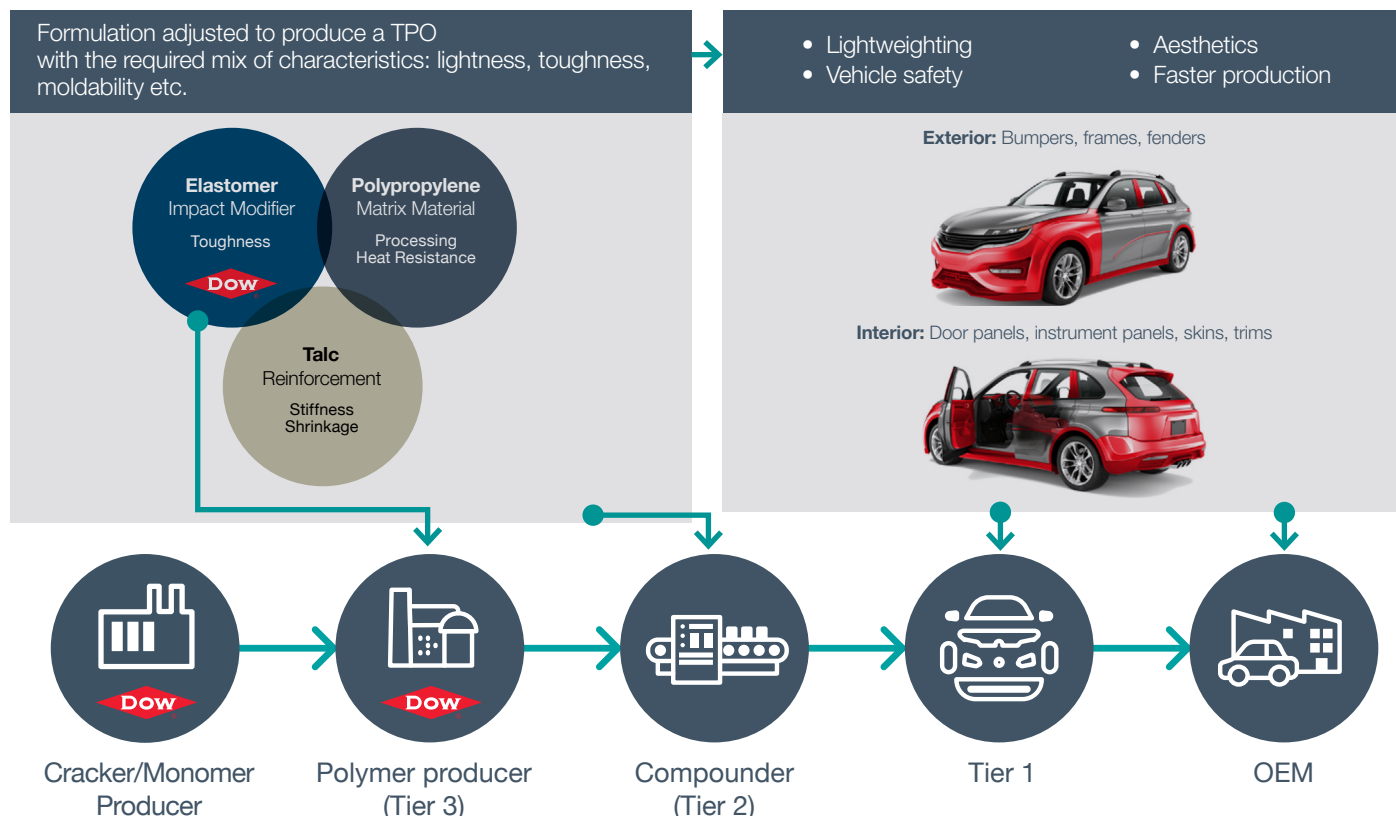 Formulation adjusted to produce a TPO
with the required mix of characteristics: lightness, toughness,
moldability etc.
• Lightweighting
• Vehicle safety
• Aesthetics
• Faster production
Elastomer
Impact Modifier
Toughness
Dow
Polypropylene
Matrix Material
Processing
Heat Resistance
Talc
Reinforcement
Stiffness
Shrinkage
Exterior: Bumpers, frames, fenders
Interior: Door panels, instrument panels, skins, trims
Dow
Dow
Cracker/Monomer
Producer
Polymer producer
(Tier 3)
Compounder
(Tier 2)
Tier 1
OEM